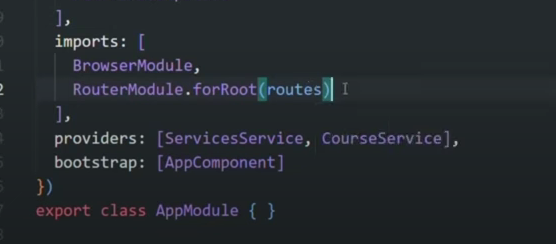 ],
imports: [
BrowserModule,
RouterModule.forRoot(routes)
],
providers: [ServicesService, CourseService],
bootstrap: [AppComponent]
})
export class AppModule { }